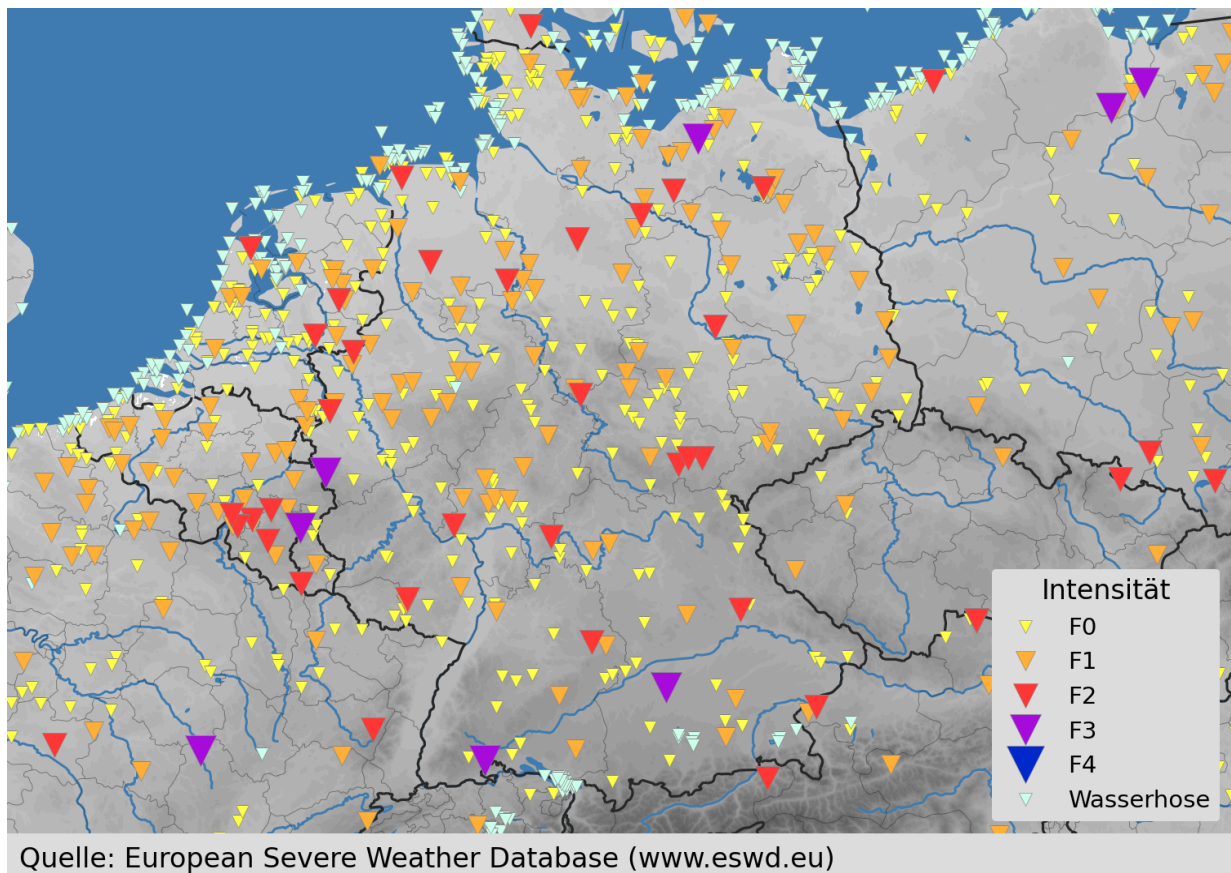 Intensität
F0
F1
F2
F3
F4
Wasserhose
Quelle: European Severe Weather Database (www.eswd.eu)